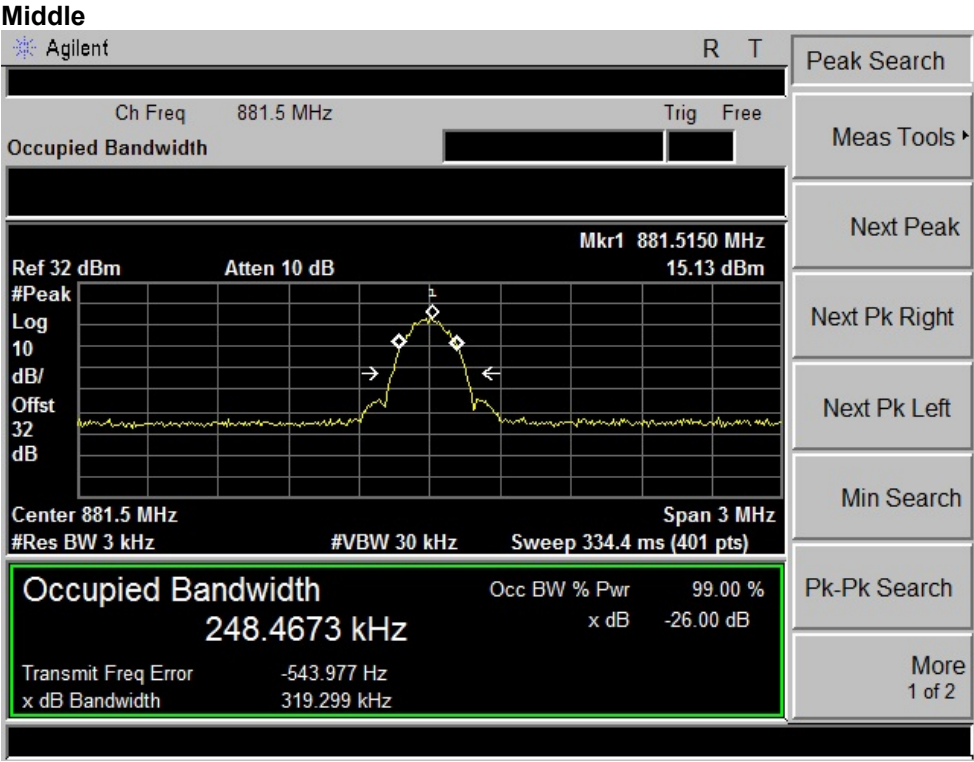 Middle
Agilent R T
Peak Search
Ch Freq 881.5 MHz Trig Free
Occupied Bandwidth
Meas Tools
Next Peak
Next Pk Right
Next Pk Left
Min Search
Pk-Pk Search
More
1 of 2
Mkr1 881.5150 MHz
Ref 32 dBm Atten 10 dB 15.13 dBm
#Peak
Log
10
dB/
Offst
32
dB
1
Center 881.5 MHz Span 3 MHz
#Res BW 3 kHz #VBW 30 kHz Sweep 334.4 ms (401 pts)
Occupied Bandwidth Occ BW % Pwr 99.00 %
248.4673 kHz x dB -26.00 dB
Transmit Freq Error -543.977 Hz
x dB Bandwidth 319.299 kHz